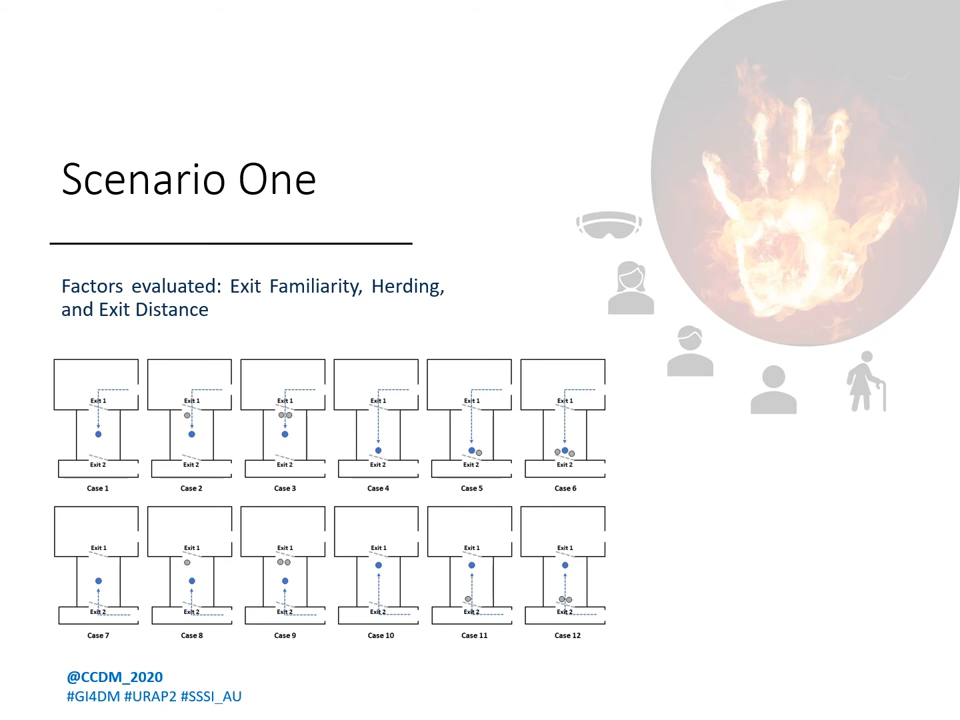 Scenario One
Factors evaluated: Exit Familiarity, Herding,
and Exit Distance
Exit 1 Exit 1 Exit 1 Exit 1 Exit 1 Exit 1
Exit 2 Exit 2 Exit 2 Exit 2 Exit 2 Exit 2
Case 1 Case 2 Case 3 Case 4 Case 5 Case 6
Exit 1 Exit 1 Exit 1 Exit 1 Exit 1 Exit 1
Exit 2 Exit 2 Exit 2 Exit 2 Exit 2 Exit 2
Case 7 Case 8 Case 9 Case 10 Case 11 Case 12
@CCDM_2020
#GI4DM #URAP2 #SSSI_AU